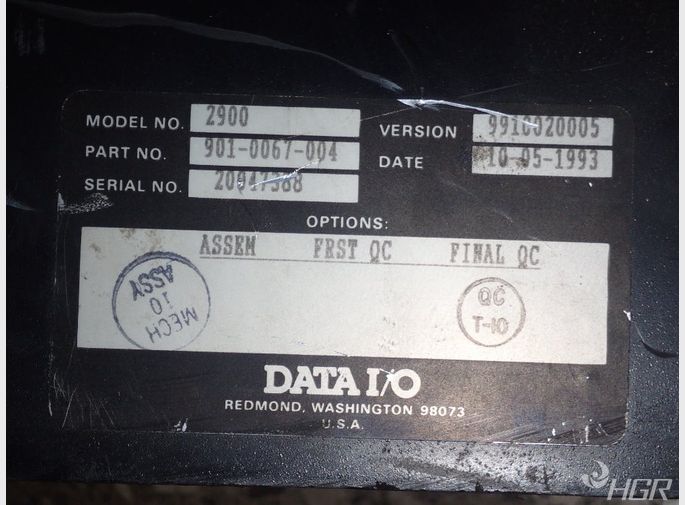 MODEL NO. 2900
VERSION 9910020005
PART NO. 901-0067-004
DATE 10-05-1993
SERIAL NO.
OPTIONS:
ASSEM FRST QC FINAL QC
MECH
10
ASSY
QC
T-10
DATA I/O
REDMOND, WASHINGTON 98073
U.S.A.
HGR